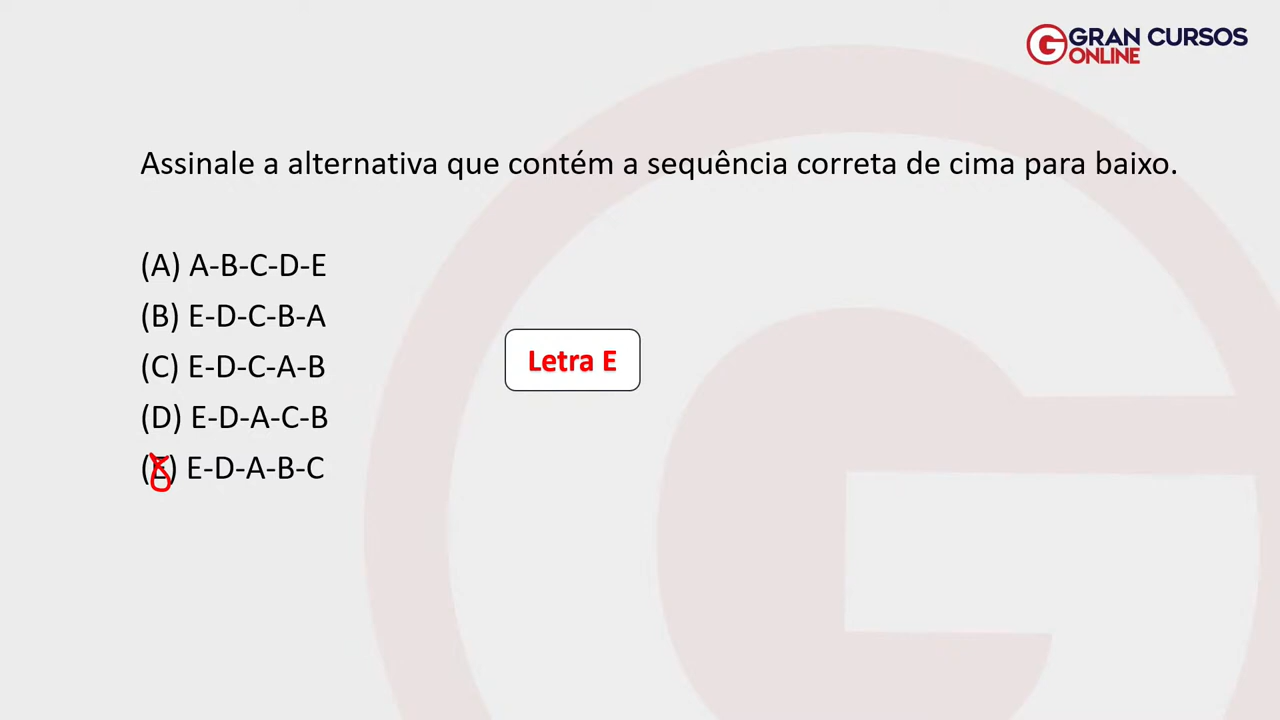 GRAN CURSOS
ONLINE
Assinale a alternativa que contém a sequência correta de cima para baixo.
(A) A-B-C-D-E
(B) E-D-C-B-A
(C) E-D-C-A-B
Letra E
(D) E-D-A-C-B
(E) E-D-A-B-C